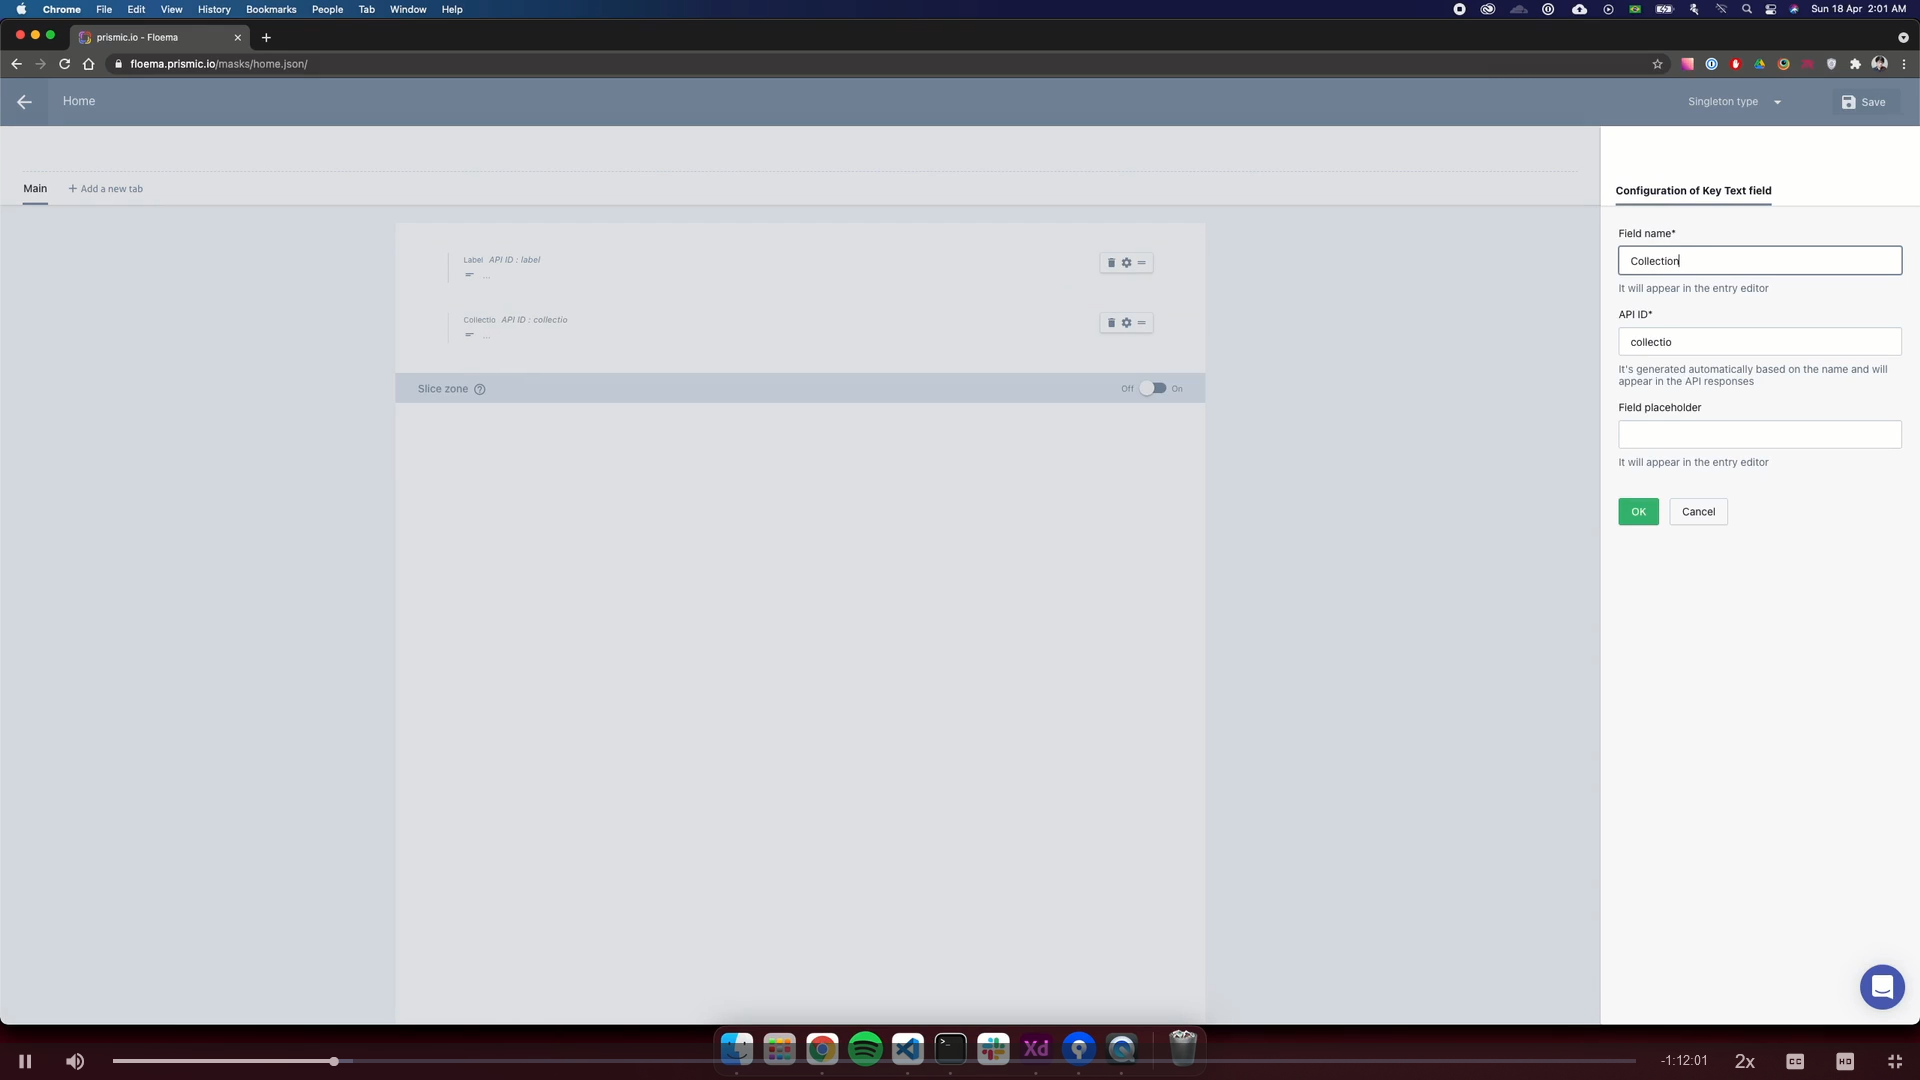 Chrome File Edit View History Bookmarks People Tab Window Help
Sun 18 Apr 2:01 AM
prismic.io - Floema
floema.prismic.io/masks/home.json/
Home
Singleton type
Save
Main
Add a new tab
Configuration of Key Text field
Field name*
Collection
It will appear in the entry editor
API ID*
collectio
It's generated automatically based on the name and will
appear in the API responses
Field placeholder
It will appear in the entry editor
OK
Cancel
Label API ID : label
...
Collectio API ID : collectio
...
Slice zone
Off
On
Xd
-1:12:01
2x
CC
HD